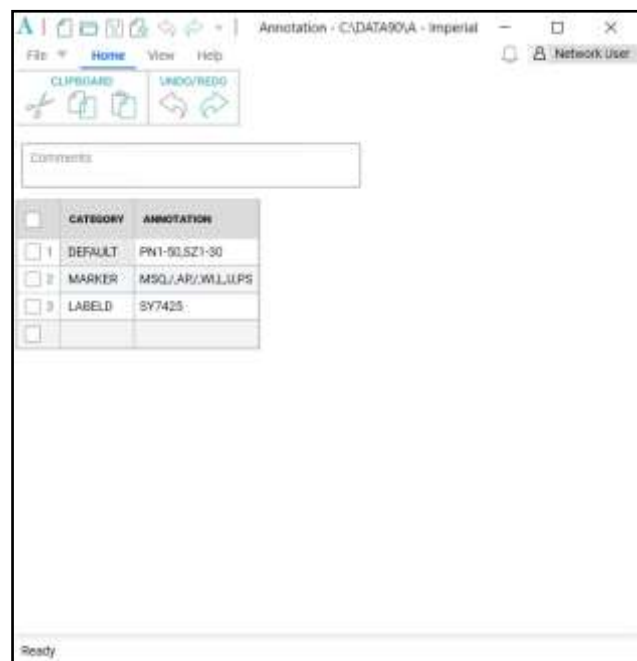 A Annotation - C:\DATA90\A - Imperial
File Home View Help Network User
CLIPBOARD UNDO/REDO
Comments
CATEGORY ANNOTATION
1 DEFAULT PN1-50,SZ1-30
2 MARKER
3 LABELD SY7425
Ready